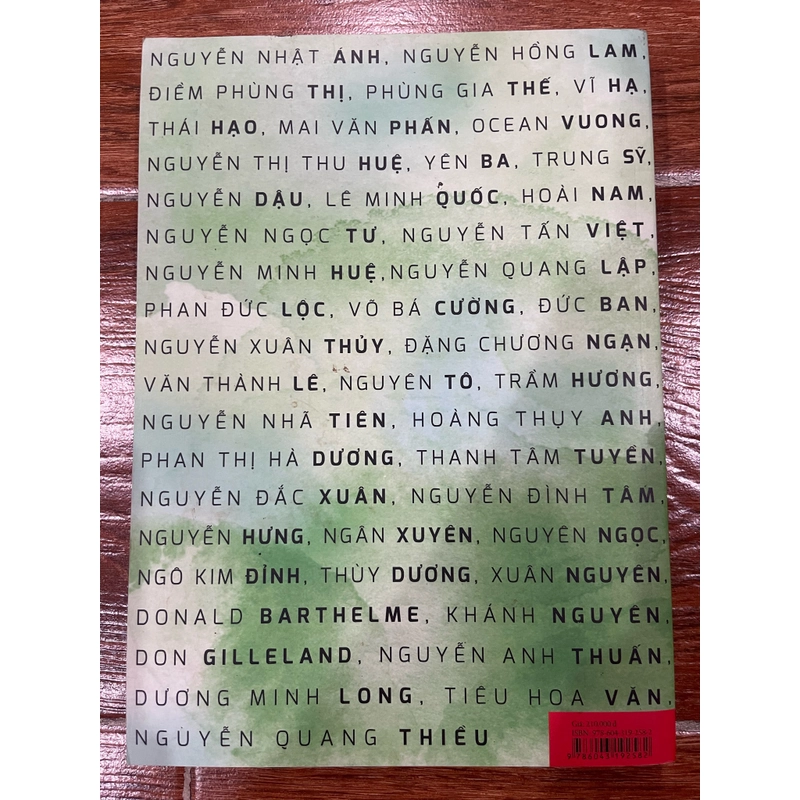 NGUYỄN NHẬT ÁNH, NGUYỄN HỒNG LAM,
ĐIỀM PHÙNG THỊ, PHÙNG GIA THẾ, VĨ HẠ,
THÁI HẠO, MAI VĂN PHẤN, OCEAN VUONG,
NGUYỄN THỊ THU HUỆ, YÊN BA, TRUNG SỸ,
NGUYỄN DẬU, LÊ MINH QUỐC, HOÀI NAM,
NGUYỄN NGỌC TƯ, NGUYỄN TẤN VIỆT,
NGUYỄN MINH HUỆ,NGUYỄN QUANG LẬP,
PHAN ĐỨC LỘC, VÕ BÁ CƯỜNG, ĐỨC BAN,
NGUYỄN XUÂN THỦY, ĐẶNG CHƯƠNG NGẠN,
VĂN THÀNH LÊ, NGUYÊN TÔ, TRẦM HƯƠNG,
NGUYỄN NHÃ TIÊN, HOÀNG THỤY ANH,
PHAN THỊ HÀ DƯƠNG, THANH TÂM TUYỀN,
NGUYỄN ĐẮC XUÂN, NGUYỄN ĐÌNH TÂM,
NGUYỄN HƯNG, NGÂN XUYÊN, NGUYÊN NGỌC,
NGÔ KIM ĐỈNH, THÙY DƯƠNG, XUÂN NGUYÊN,
DONALD BARTHELME, KHÁNH NGUYÊN,
DON GILLELAND, NGUYỄN ANH THUẤN,
DƯƠNG MINH LONG, TIÊU HOA VĂN,
NGUYỄN QUANG THIỀU